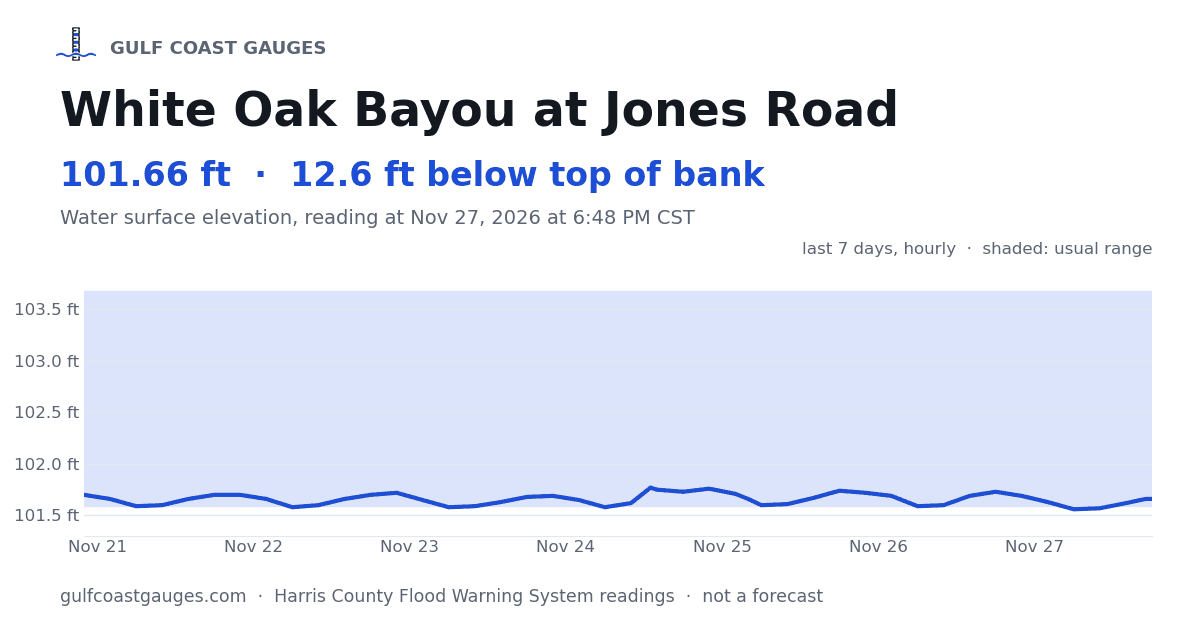 GULF COAST GAUGES
White Oak Bayou at Jones Road
101.66 ft · 12.6 ft below top of bank
Water surface elevation, reading at Nov 27, 2026 at 6:48 PM CST
last 7 days, hourly · shaded: usual range
103.5 ft
103.0 ft
102.5 ft
102.0 ft
101.5 ft
Nov 21 Nov 22 Nov 23 Nov 24 Nov 25 Nov 26 Nov 27
gulfcoastgauges.com · Harris County Flood Warning System readings · not a forecast